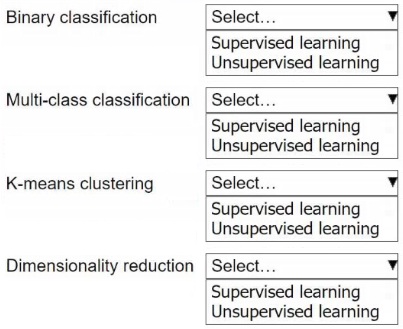 Binary classification Select...
Supervised learning
Unsupervised learning
Multi-class classification Select...
Supervised learning
Unsupervised learning
K-means clustering Select...
Supervised learning
Unsupervised learning
Dimensionality reduction Select...
Supervised learning
Unsupervised learning